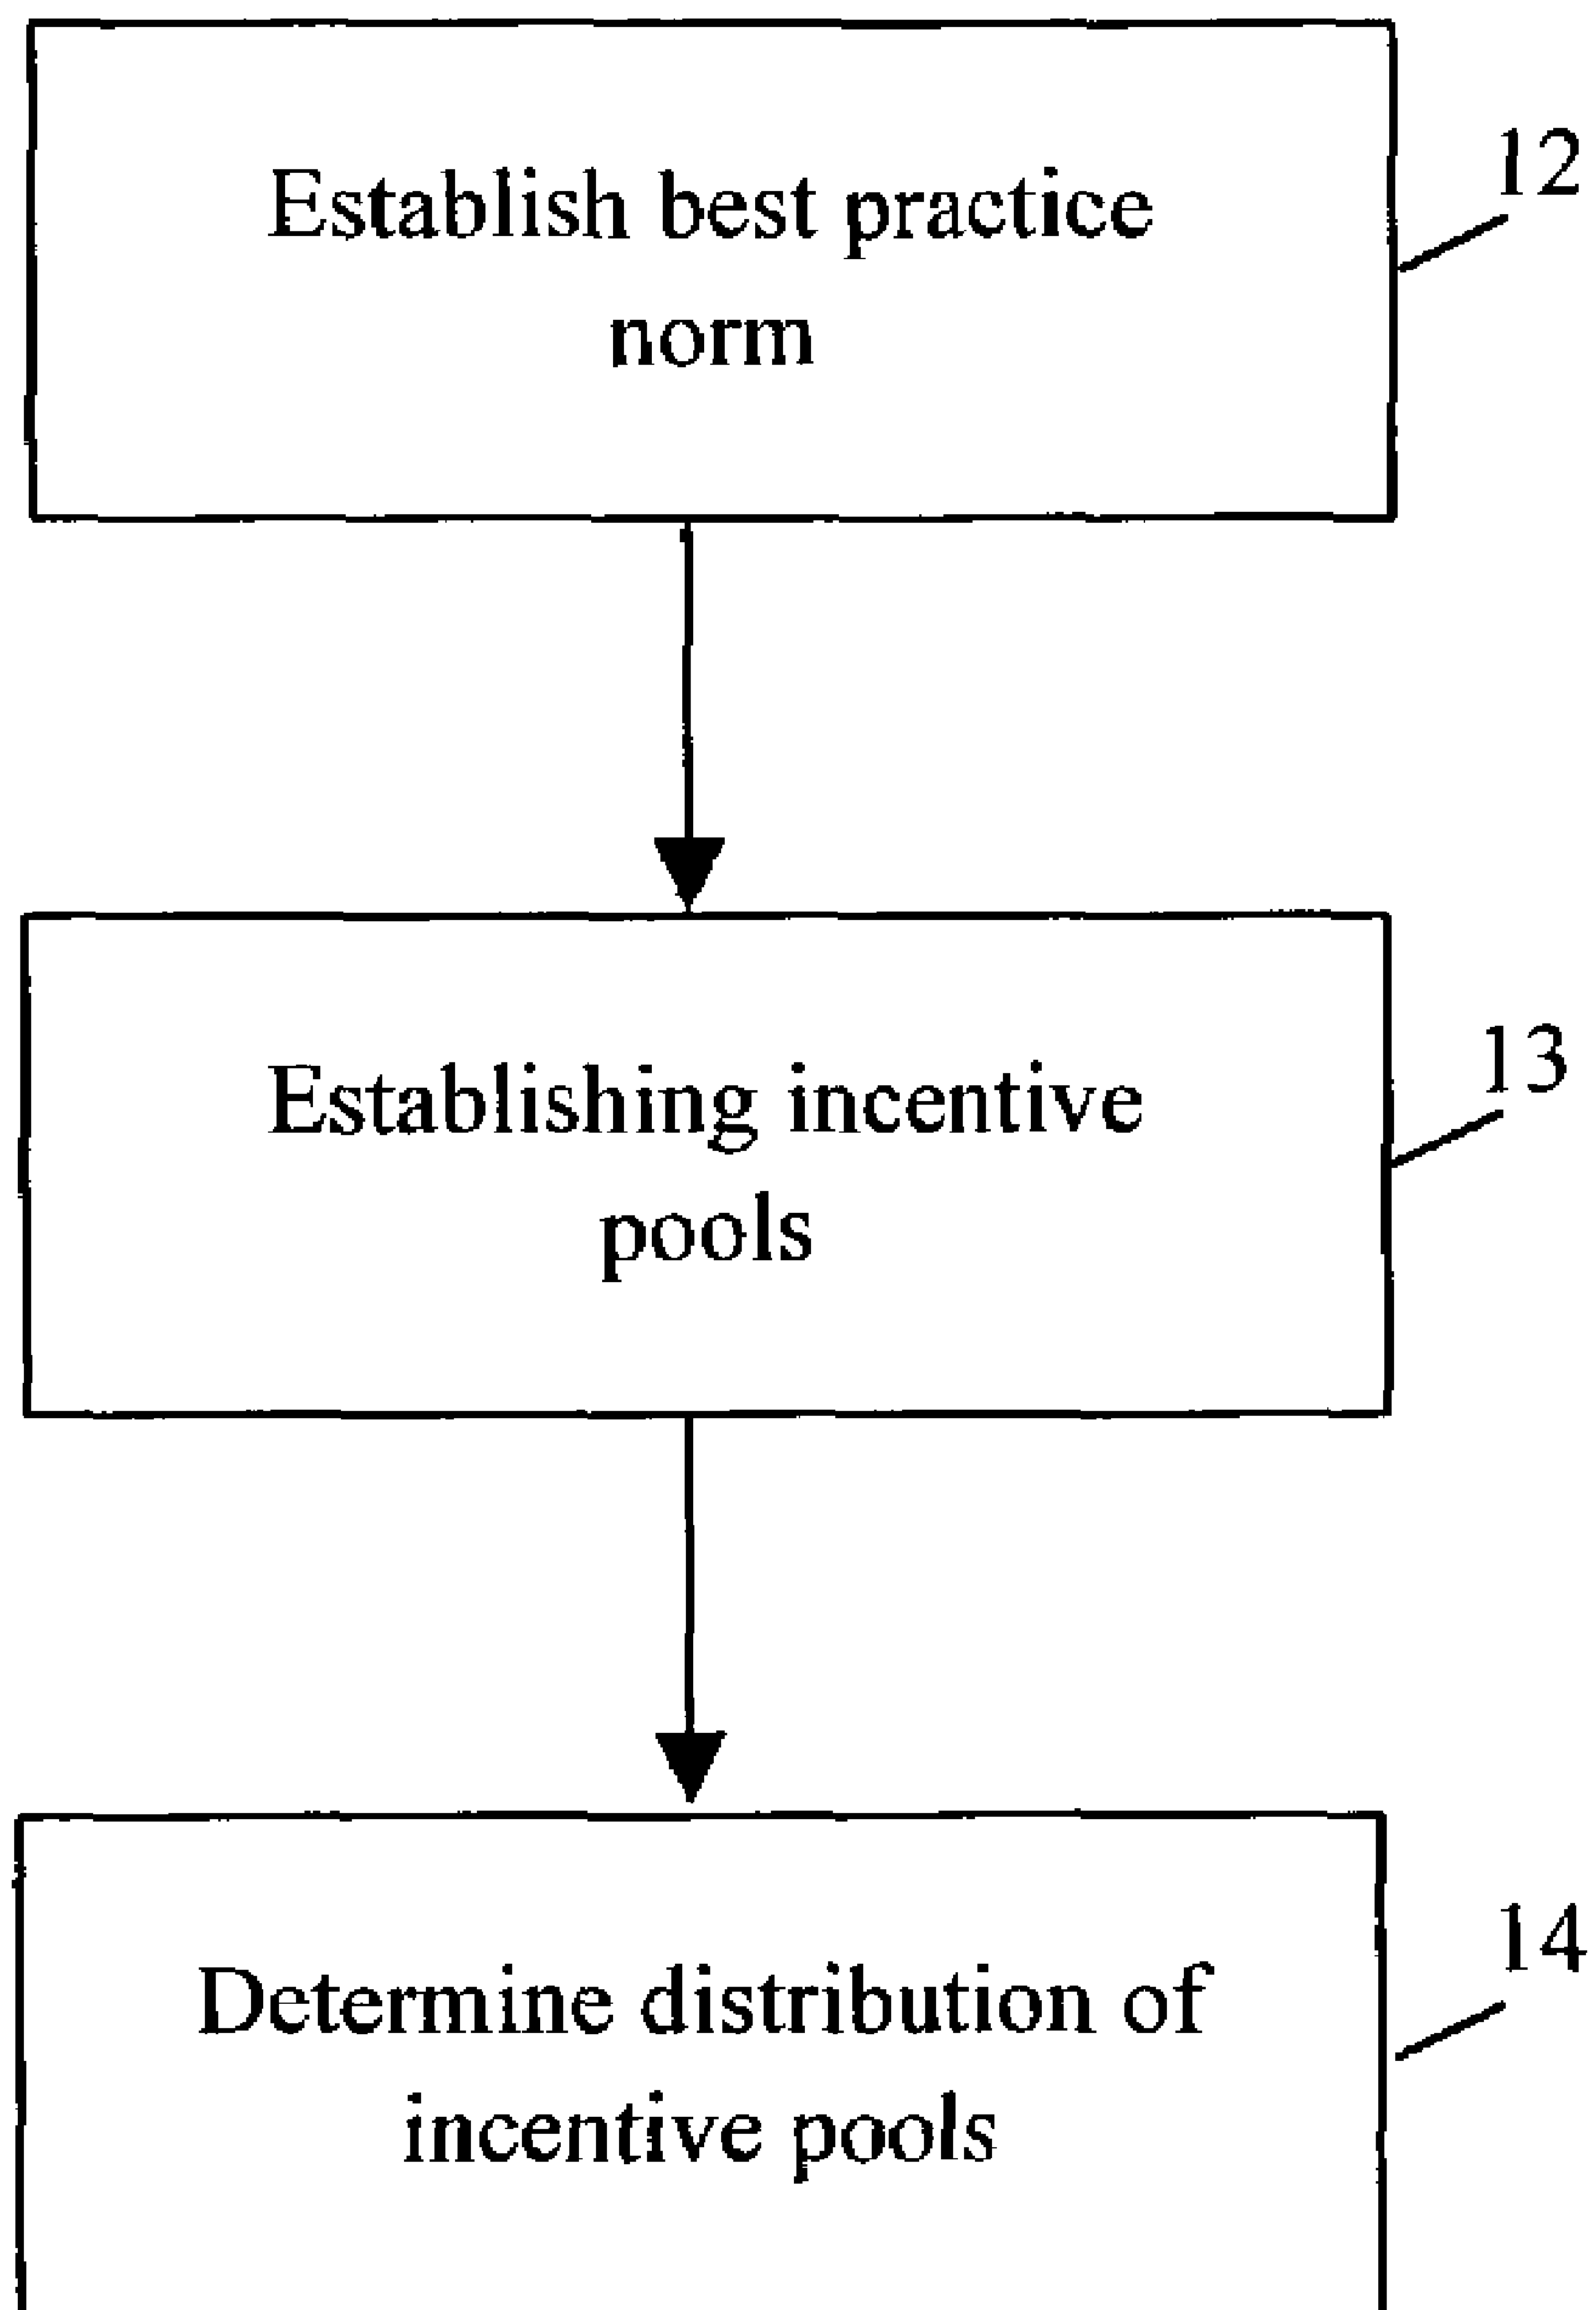 12
Establish best practice
norm
13
Establishing incentive
pools
14
Determine distribution of
incentive pools